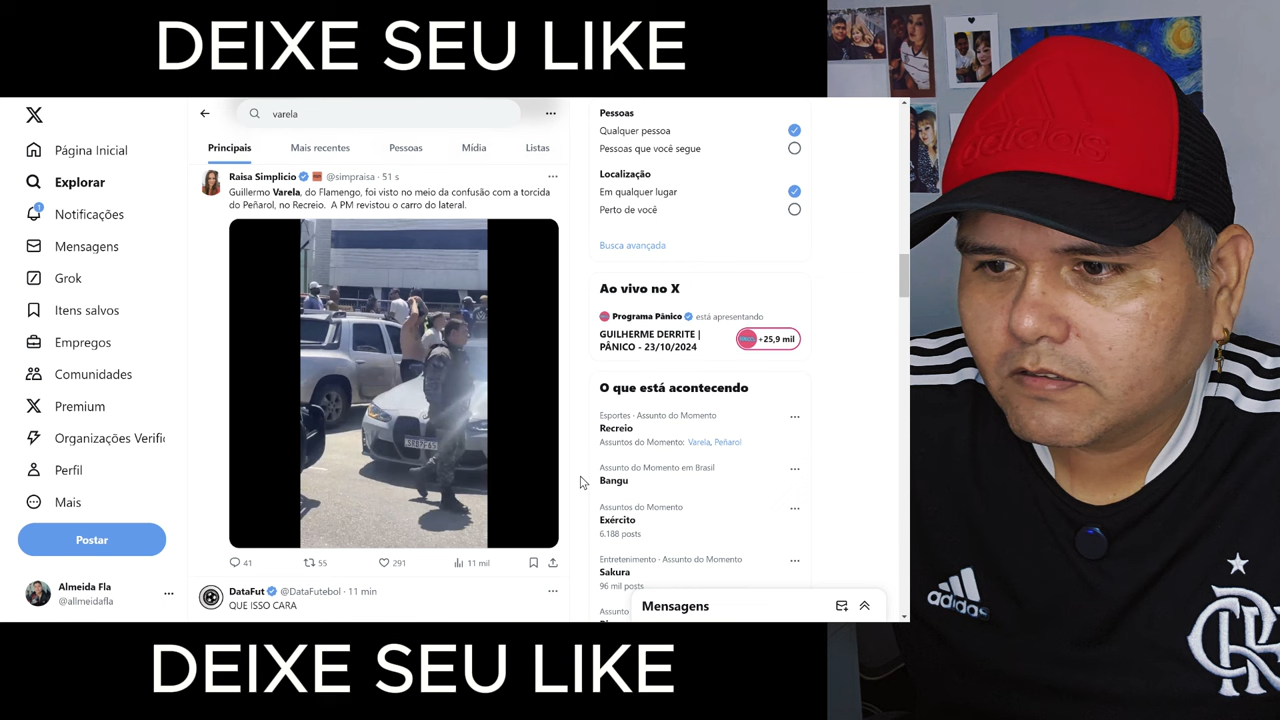 DEIXE SEU LIKE
varela
Principais
Mais recentes
Pessoas
Mídia
Listas
Página Inicial
Explorar
1
Notificações
Mensagens
Grok
Itens salvos
Empregos
Comunidades
Premium
Organizações Verific
Perfil
Mais
Postar
Almeida Fla
@allmeidafla
Raisa Simplicio @simpraisa · 51 s
Guillermo Varela, do Flamengo, foi visto no meio da confusão com a torcida
do Peñarol, no Recreio. A PM revistou o carro do lateral.
41
55
291
11 mil
DataFut @DataFutebol · 11 min
QUE ISSO CARA
Pessoas
Qualquer pessoa
Pessoas que você segue
Localização
Em qualquer lugar
Perto de você
Busca avançada
Ao vivo no X
Programa Pânico está apresentando
GUILHERME DERRITE |
PÂNICO - 23/10/2024
+25,9 mil
O que está acontecendo
Esportes · Assunto do Momento
Recreio
Assuntos do Momento: Varela, Peñarol
Assunto do Momento em Brasil
Bangu
Assuntos do Momento
Exército
6.188 posts
Entretenimento · Assunto do Momento
Sakura
96 mil posts
Assunto
Mensagens
adidas
adidas
DEIXE SEU LIKE